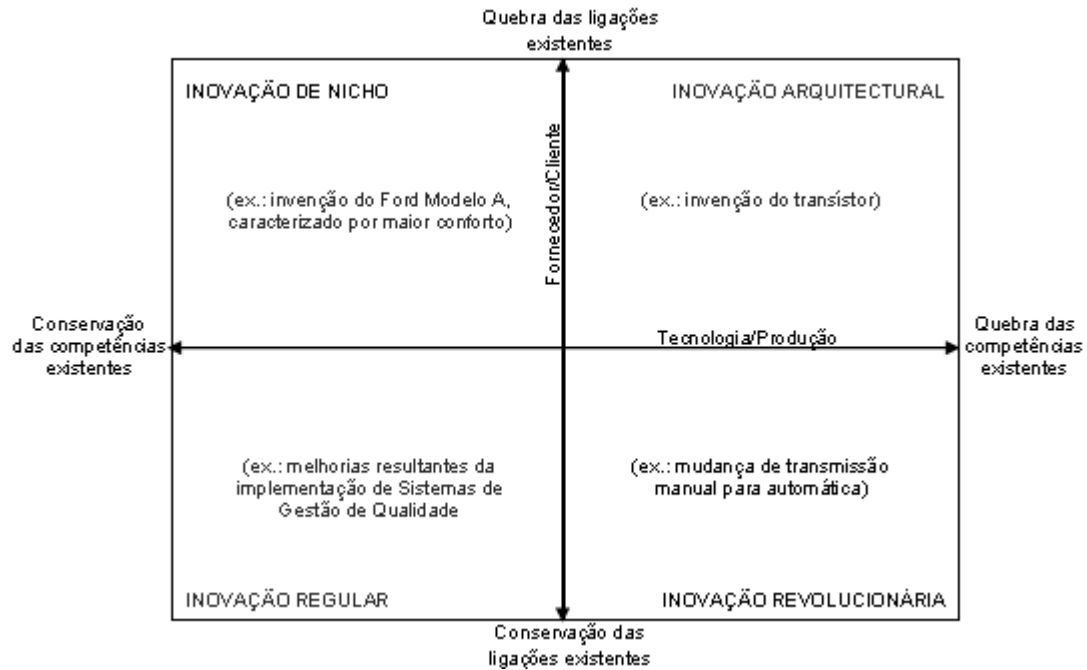 Quebra das ligações
existentes
INOVAÇÃO DE NICHO
INOVAÇÃO ARQUITECTURAL
Fornecedor/Cliente
(ex.: invenção do Ford Modelo A,
caracterizado por maior conforto)
(ex.: invenção do transístor)
Conservação
das competências
existentes
Tecnologia/Produção
Quebra das
competências
existentes
(ex.: melhorias resultantes da
implementação de Sistemas de
Gestão de Qualidade
(ex.: mudança de transmissão
manual para automática)
INOVAÇÃO REGULAR
INOVAÇÃO REVOLUCIONÁRIA
Conservação das
ligações existentes